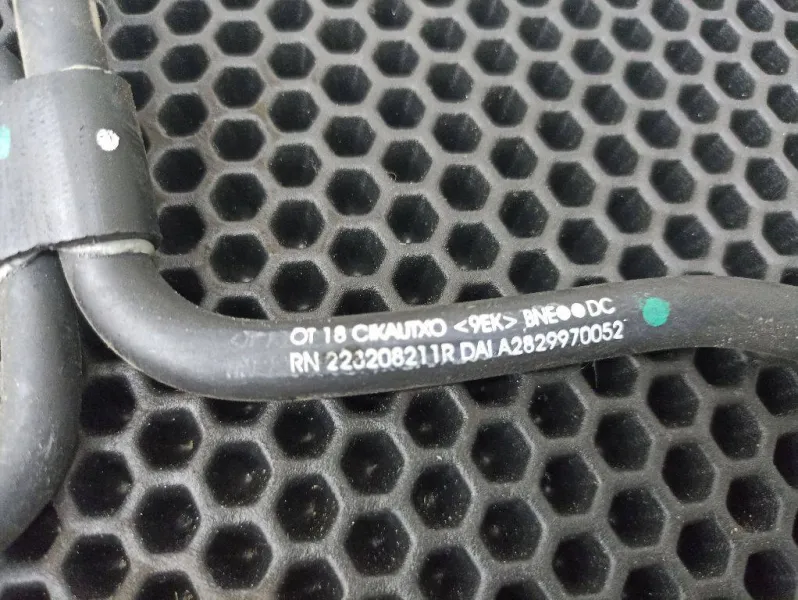 OT 18 CIKAUTXO <9EK> BNE●● DC
RN 223208211R DAI A2829970052